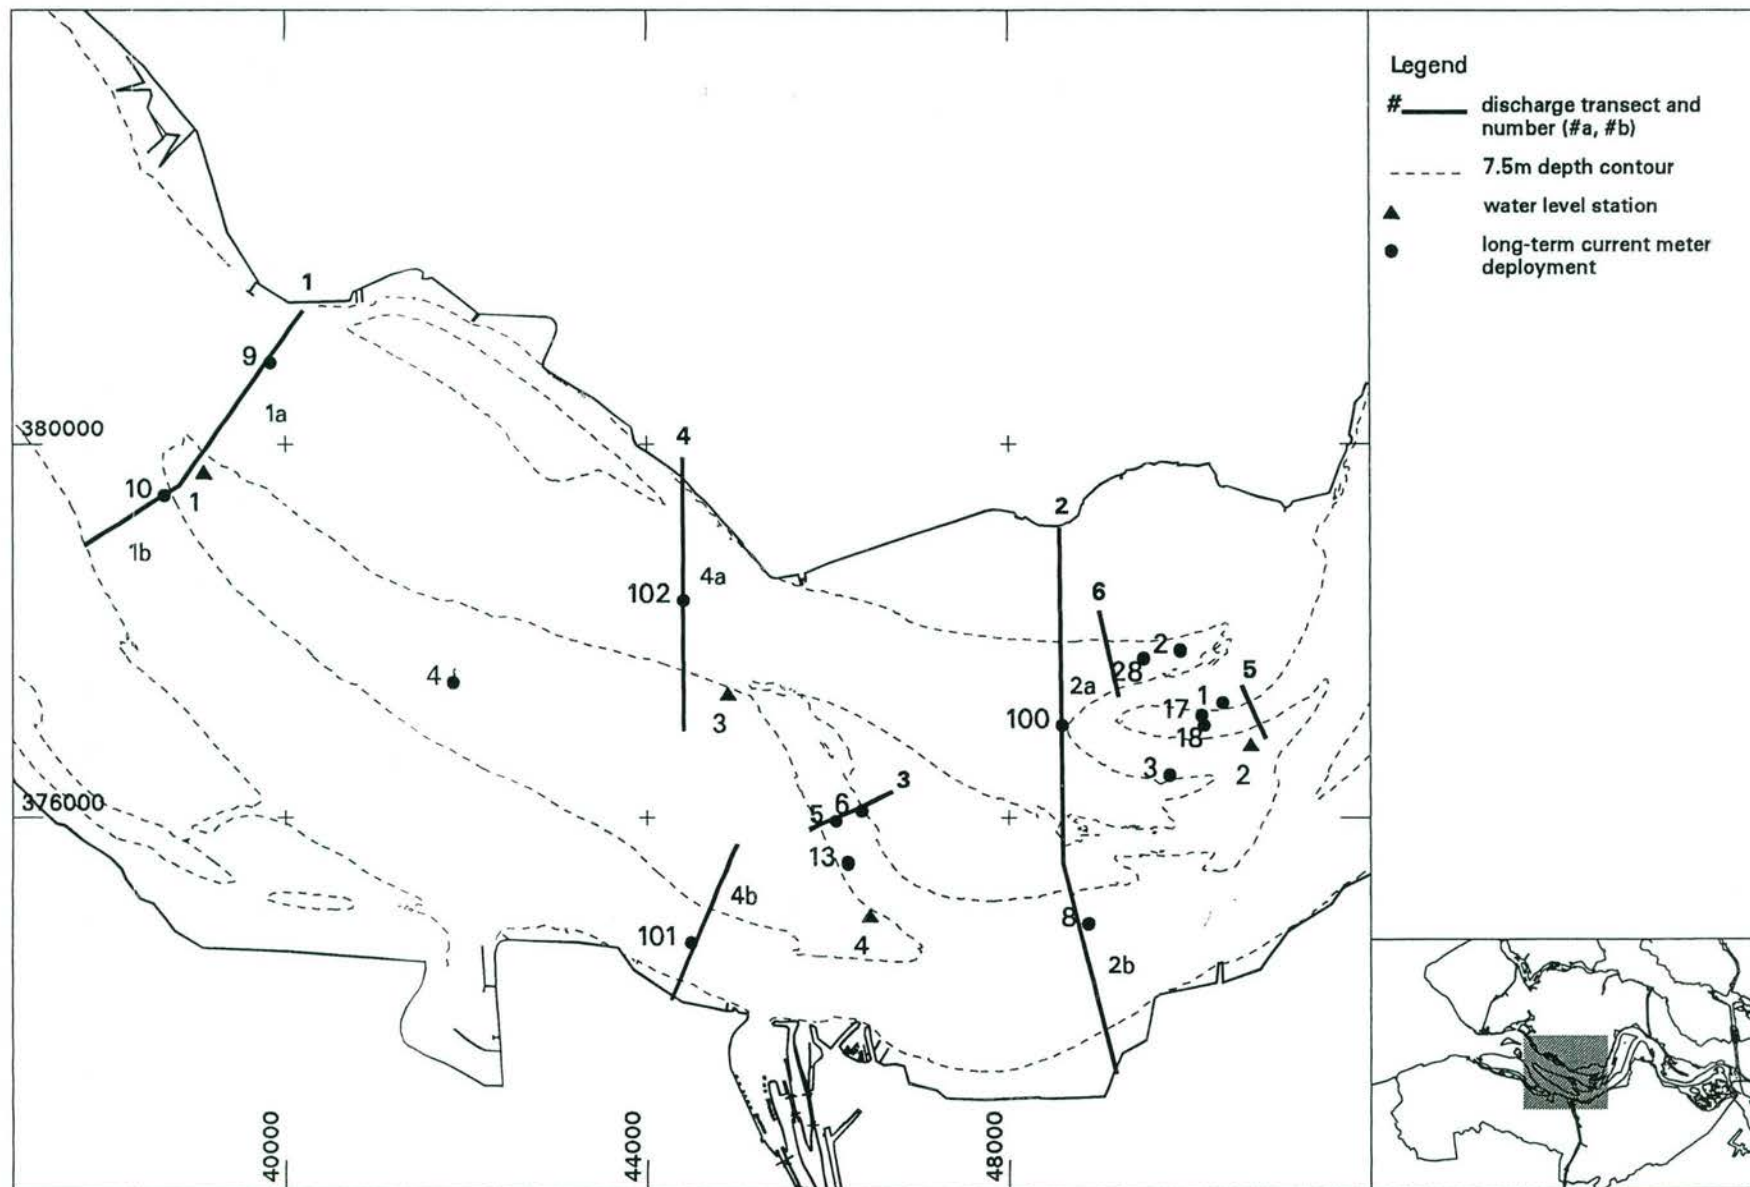 Legend
# discharge transect and
number (#a, #b)
7.5m depth contour
water level station
long-term current meter
deployment
1
9
1a
380000
4
10
1
1b
2
102
4a
6
2
28
5
4
2a
1
17
3
100
18
3
2
3
376000
6
5
13
4b
8
101
4
2b
40000
44000
48000